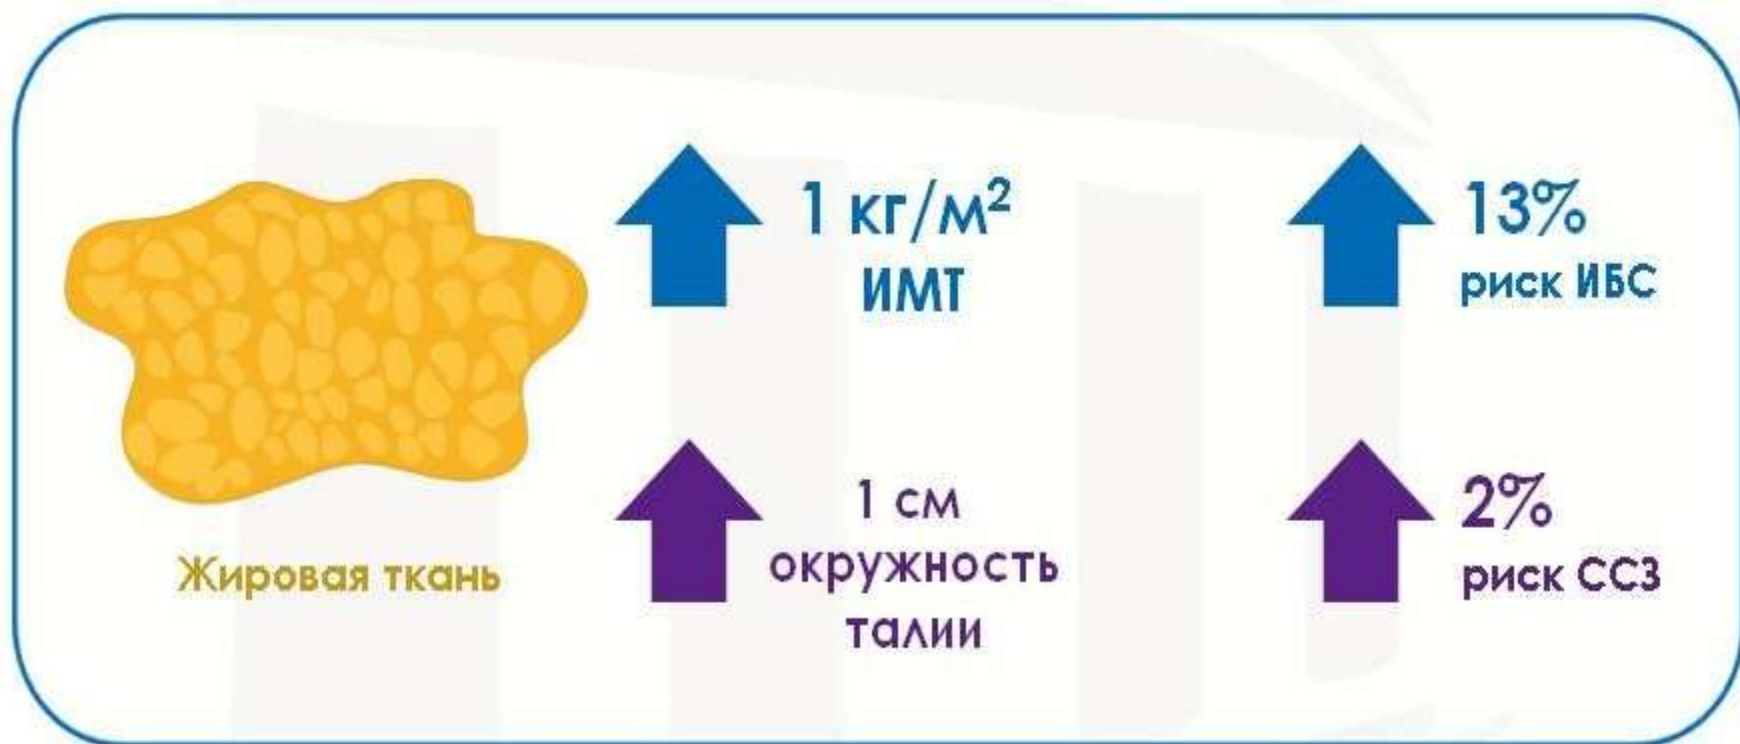 1 кг/м²
ИМТ
13%
риск ИБС
Жировая ткань
1 см
окружность
талии
2%
риск ССЗ